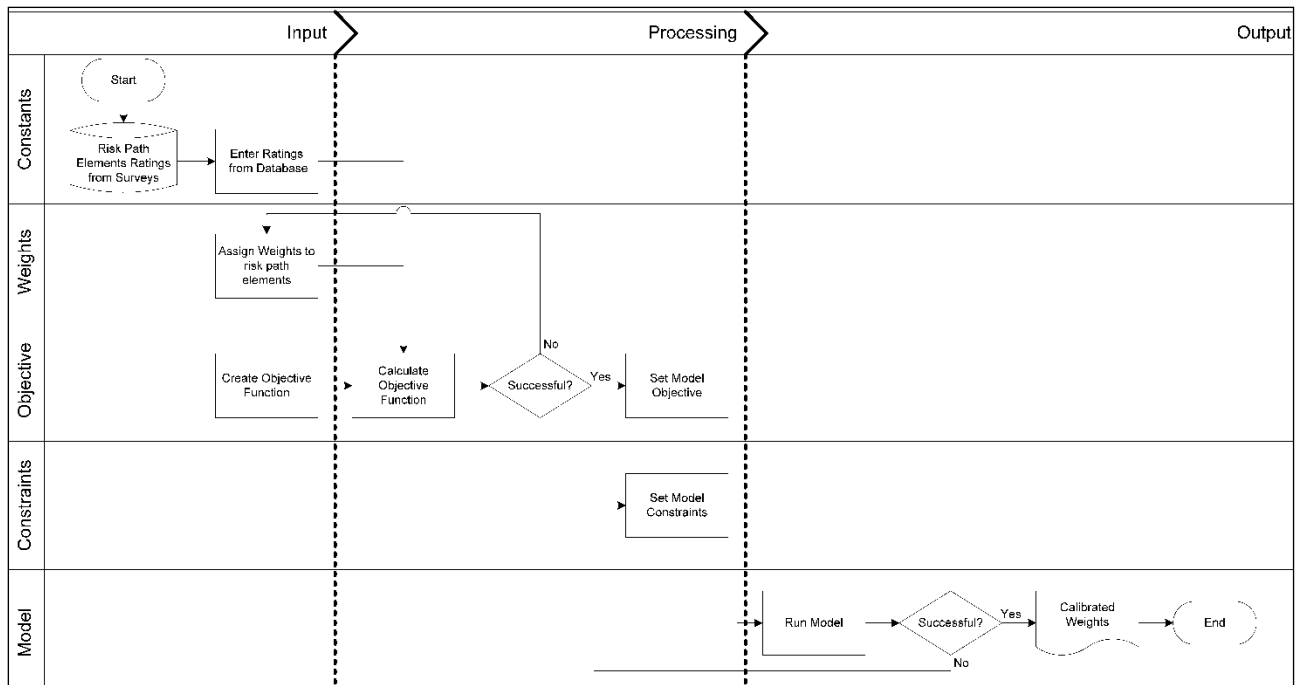 Input
Processing
Output
Constants
Start
Risk Path
Elements Ratings
from Surveys
Enter Ratings
from Database
Weights
Assign Weights to
risk path
elements
Objective
Create Objective
Function
Calculate
Objective
Function
No
Successful?
Yes
Set Model
Objective
Constraints
Set Model
Constraints
Model
Run Model
Successful?
Yes
No
Calibrated
Weights
End